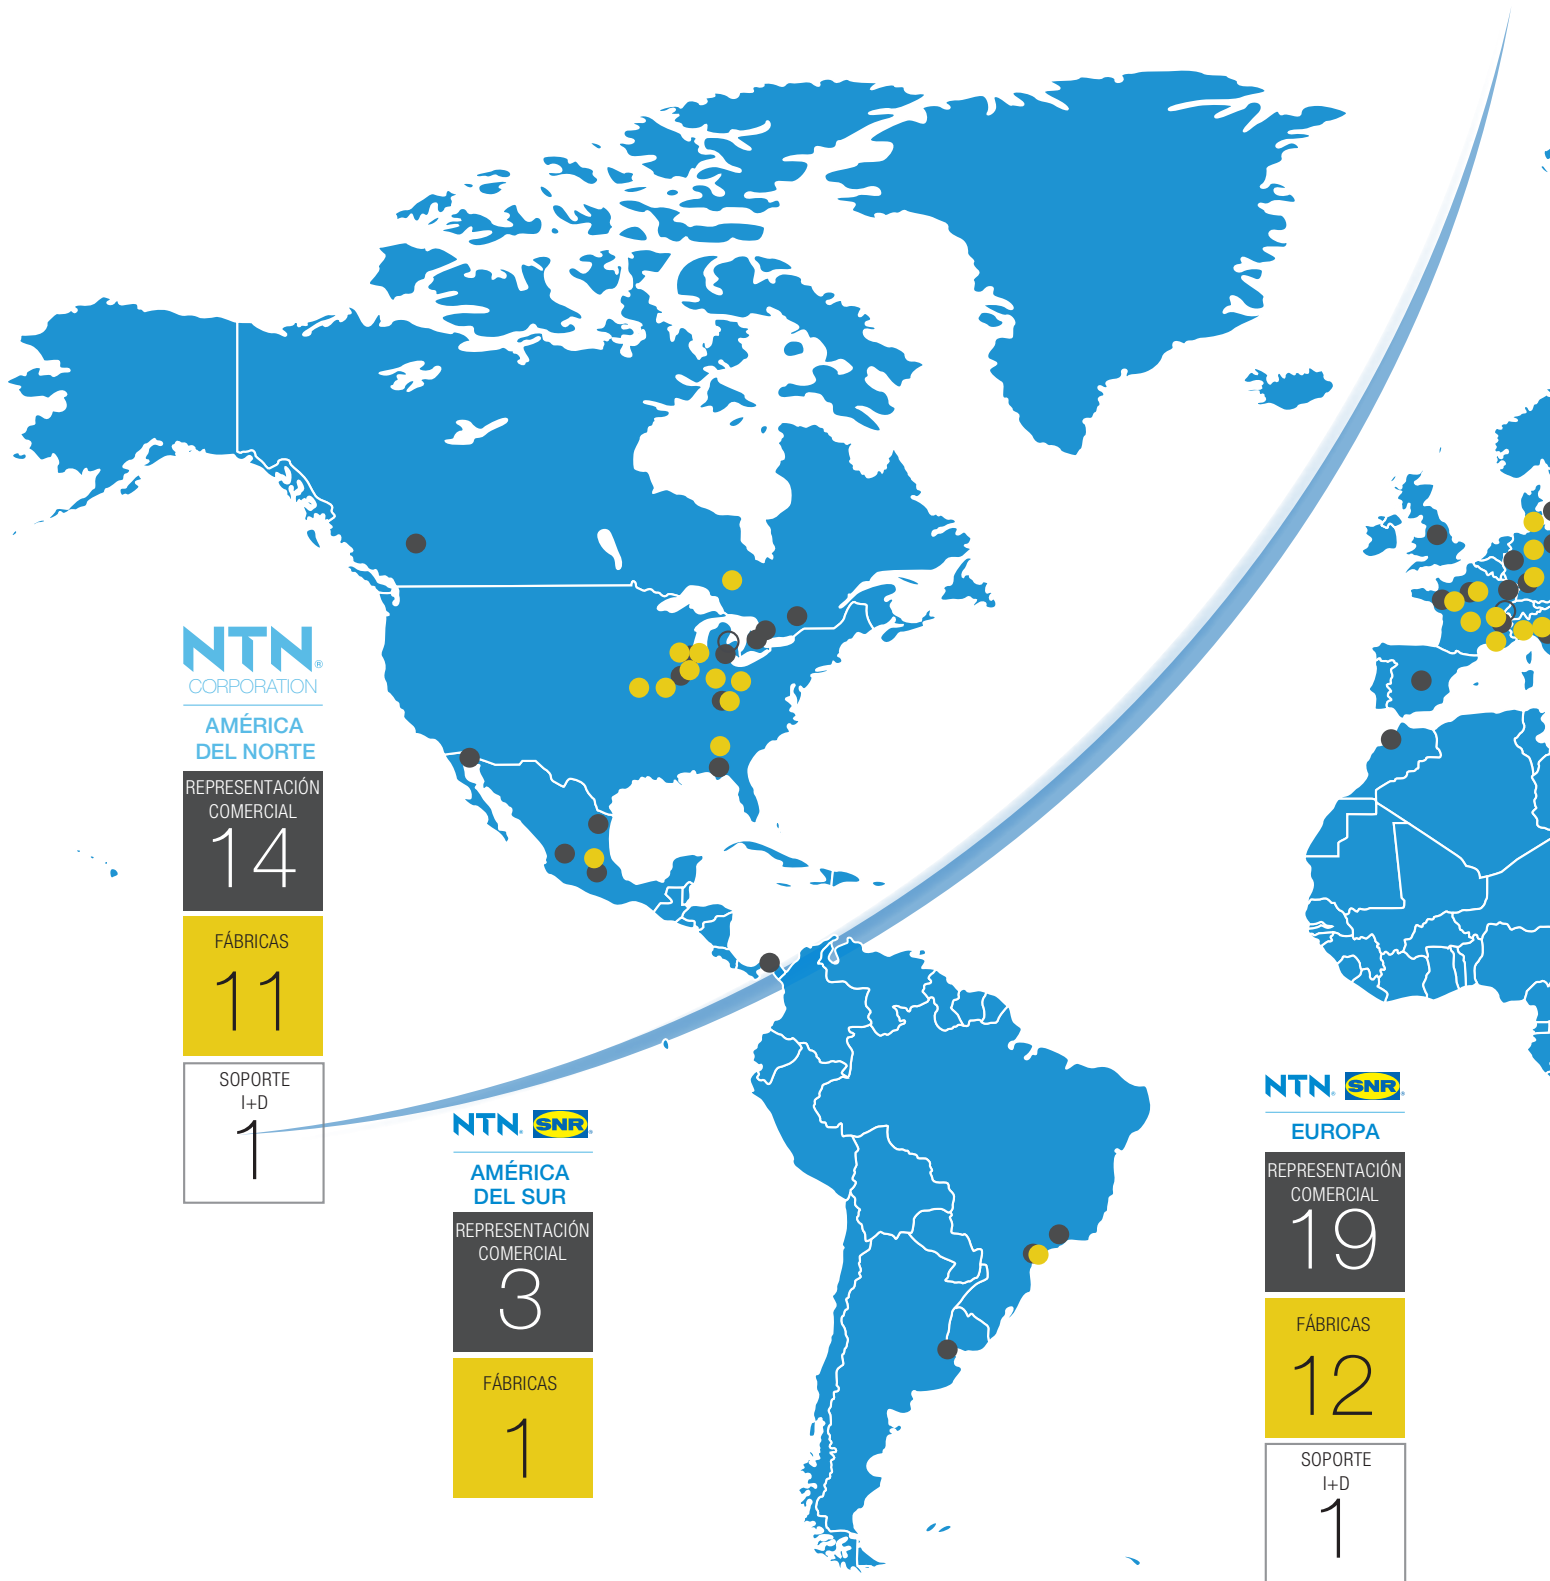 NTN®
CORPORATION
AMÉRICA
DEL NORTE
REPRESENTACIÓN
COMERCIAL
14
FÁBRICAS
11
SOPORTE
I+D
1
NTN® SNR®
AMÉRICA
DEL SUR
REPRESENTACIÓN
COMERCIAL
3
FÁBRICAS
1
NTN® SNR®
EUROPA
REPRESENTACIÓN
COMERCIAL
19
FÁBRICAS
12
SOPORTE
I+D
1